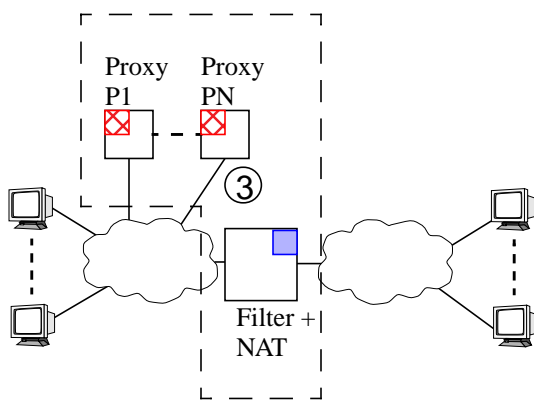 Proxy
P1
Proxy
PN
③
Filter +
NAT